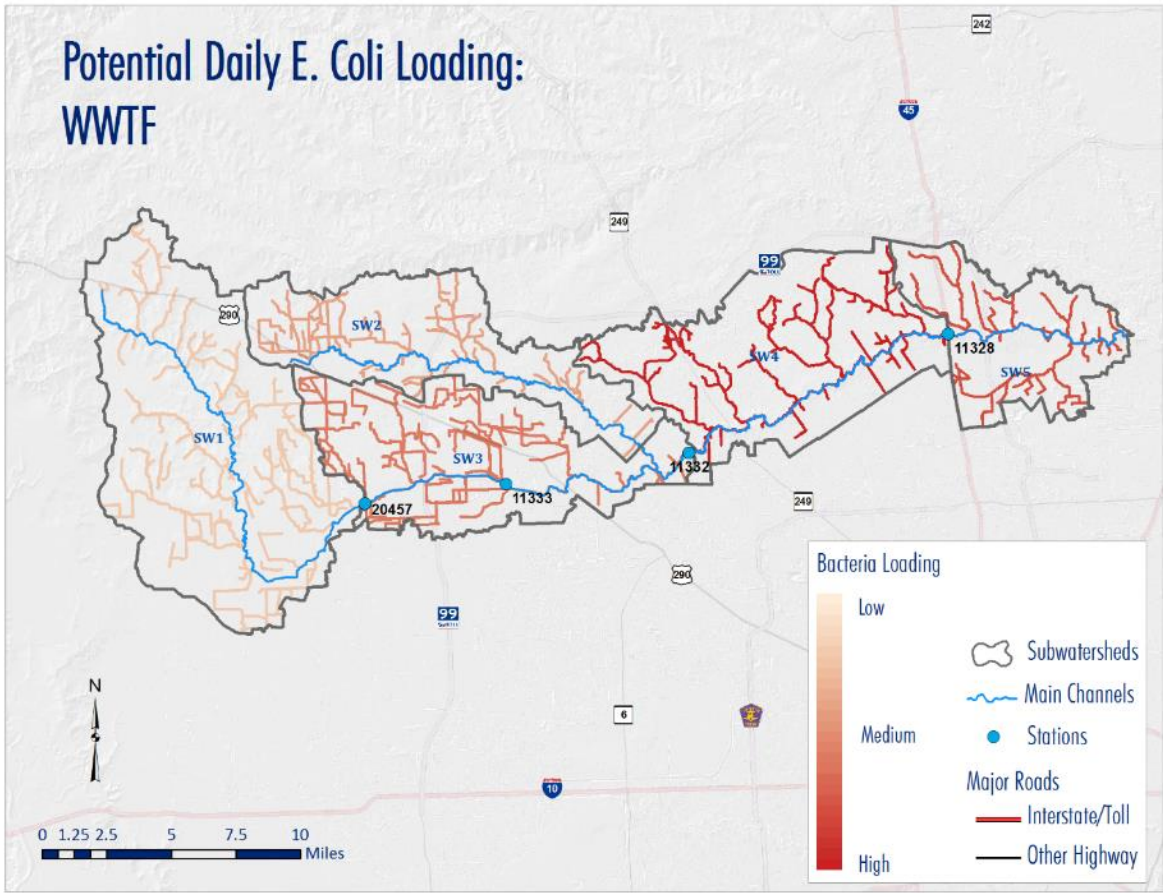 Potential Daily E. Coli Loading:
WWTF
242
45
249
99
290
SW2
SW4
11328
SW5
SW1
SW3
11332
11333
20457
249
290
99
6
10
N
0 1.25 2.5 5 7.5 10
Miles
Bacteria Loading
Low
Medium
High
Subwatersheds
Main Channels
Stations
Major Roads
Interstate/Toll
Other Highway